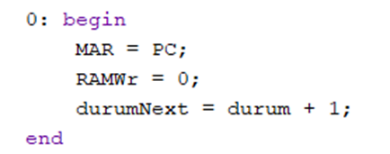 0: begin
MAR = PC;
RAMWr = 0;
durumNext = durum + 1;
end